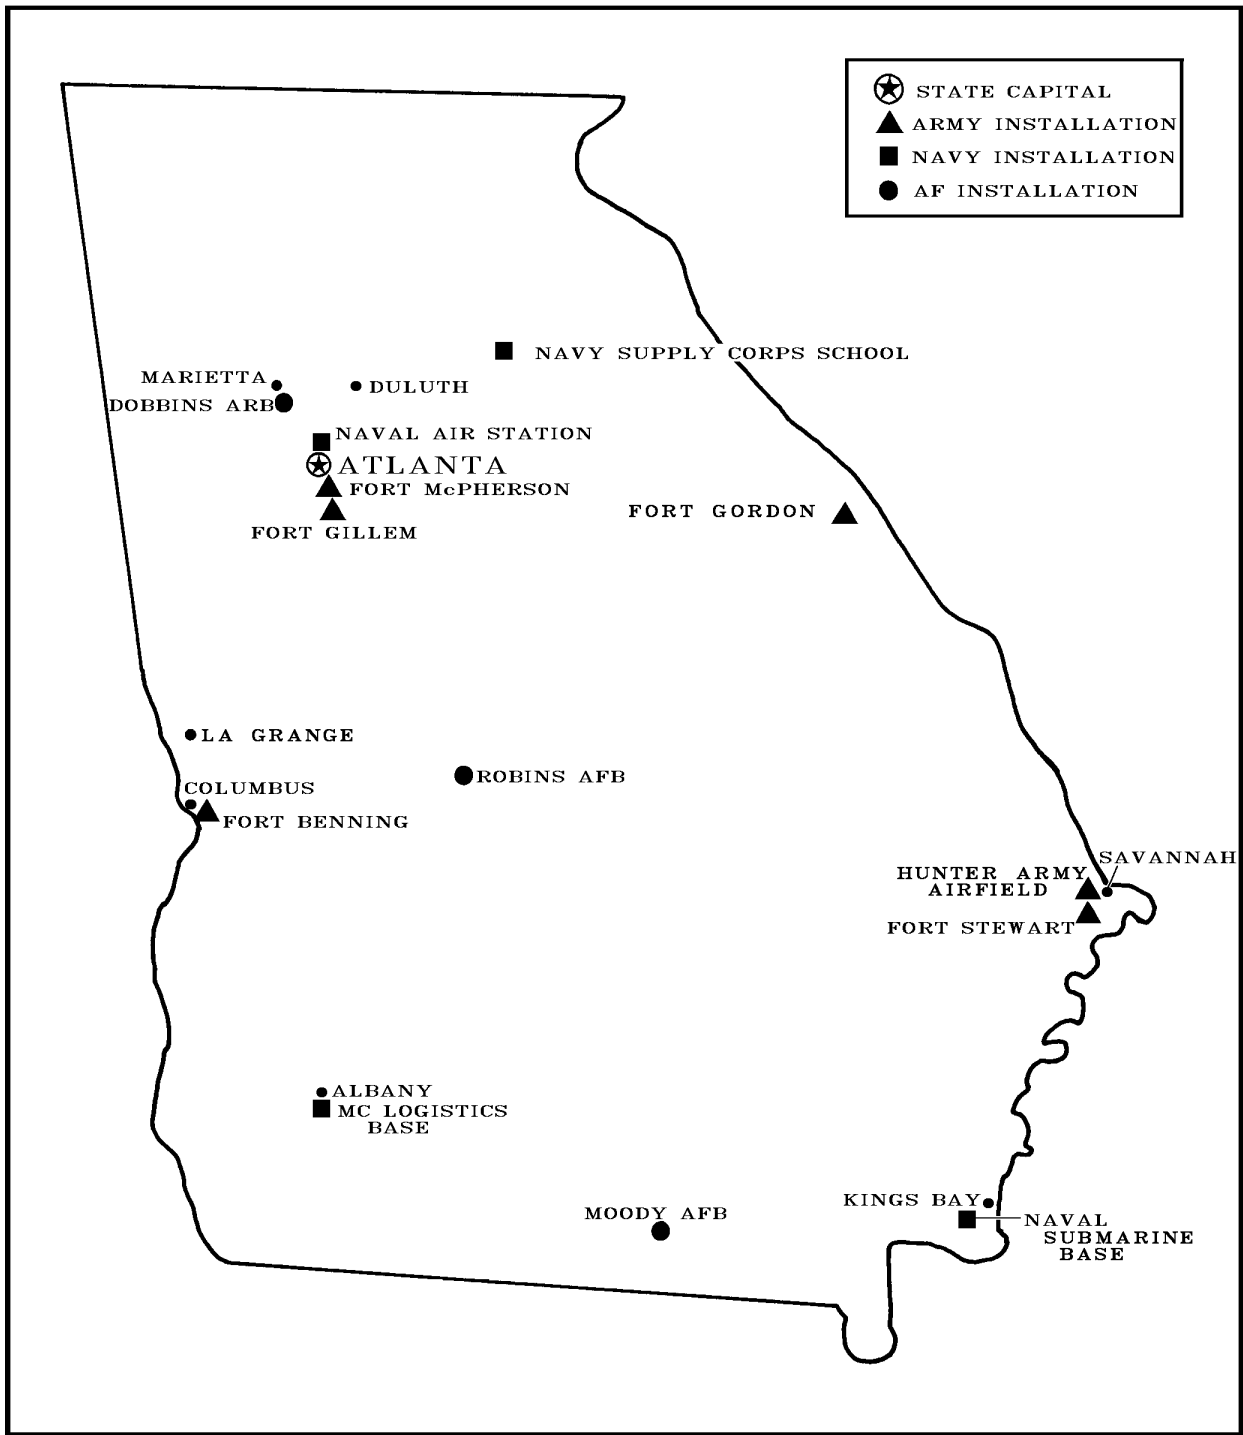 STATE CAPITAL
ARMY INSTALLATION
NAVY INSTALLATION
AF INSTALLATION
NAVY SUPPLY CORPS SCHOOL
MARIETTA
DULUTH
DOBBINS ARB
NAVAL AIR STATION
ATLANTA
FORT McPHERSON
FORT GORDON
FORT GILLEM
LA GRANGE
ROBINS AFB
COLUMBUS
FORT BENNING
SAVANNAH
HUNTER ARMY
AIRFIELD
FORT STEWART
ALBANY
MC LOGISTICS
BASE
KINGS BAY
MOODY AFB
NAVAL
SUBMARINE
BASE